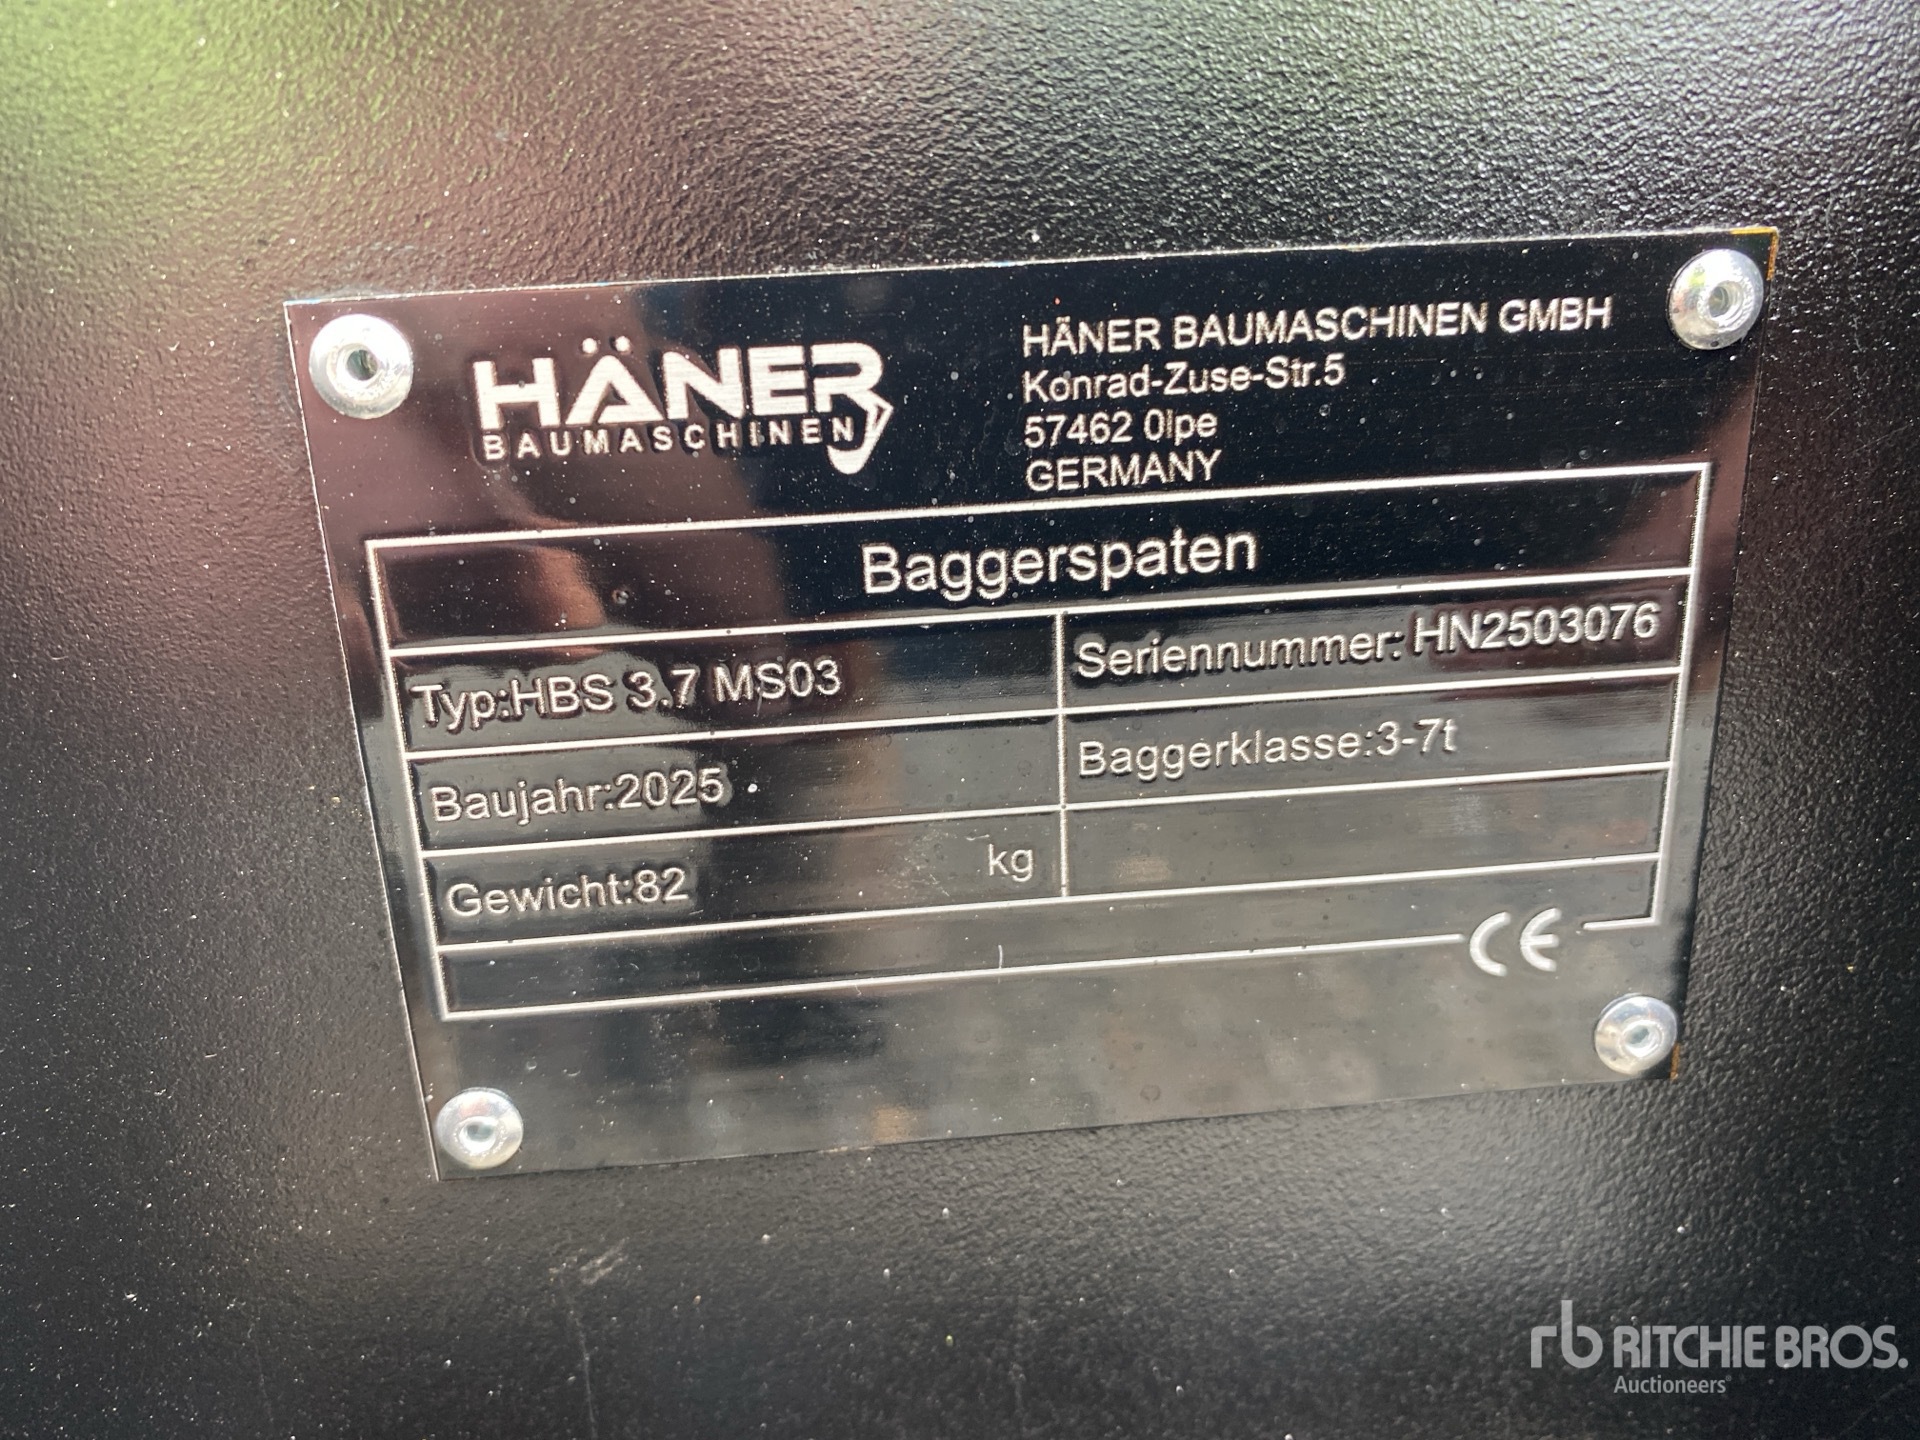 HÄNER
BAUMASCHINEN
HÄNER BAUMASCHINEN GMBH
Konrad-Zuse-Str.5
57462 0lpe
GERMANY
Baggerspaten
Typ:HBS 3.7 MS03
Seriennummer: HN2503076
Baujahr:2025
Baggerklasse:3-7t
Gewicht:82 kg
CE
rb RITCHIE BROS.
Auctioneers